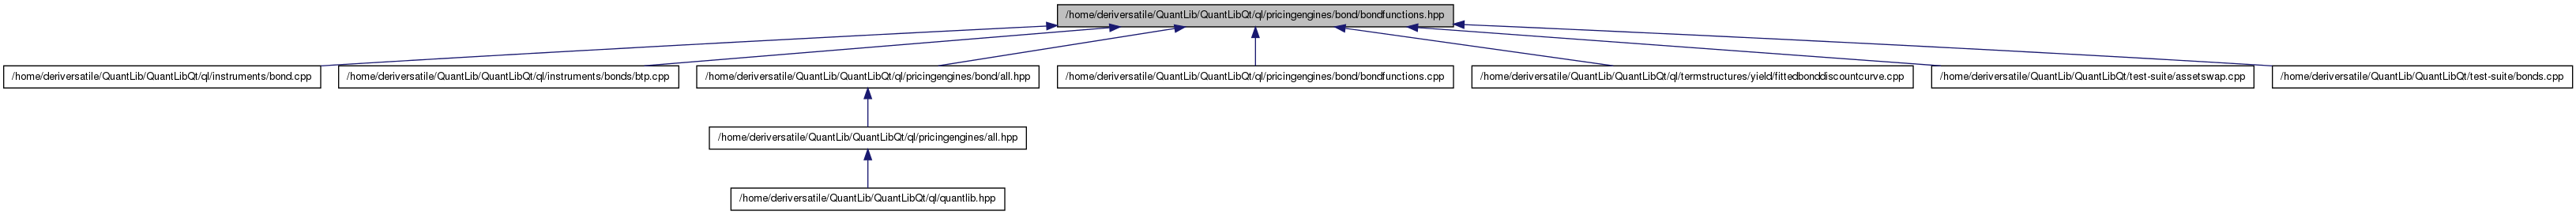 /home/deriversatile/QuantLib/QuantLibQt/ql/pricingengines/bond/bondfunctions.hpp
/home/deriversatile/QuantLib/QuantLibQt/ql/instruments/bond.cpp
/home/deriversatile/QuantLib/QuantLibQt/ql/instruments/bonds/btp.cpp
/home/deriversatile/QuantLib/QuantLibQt/ql/pricingengines/bond/all.hpp
/home/deriversatile/QuantLib/QuantLibQt/ql/pricingengines/bond/bondfunctions.cpp
/home/deriversatile/QuantLib/QuantLibQt/ql/termstructures/yield/fittedbonddiscountcurve.cpp
/home/deriversatile/QuantLib/QuantLibQt/test-suite/assetswap.cpp
/home/deriversatile/QuantLib/QuantLibQt/test-suite/bonds.cpp
/home/deriversatile/QuantLib/QuantLibQt/ql/pricingengines/all.hpp
/home/deriversatile/QuantLib/QuantLibQt/ql/quantlib.hpp